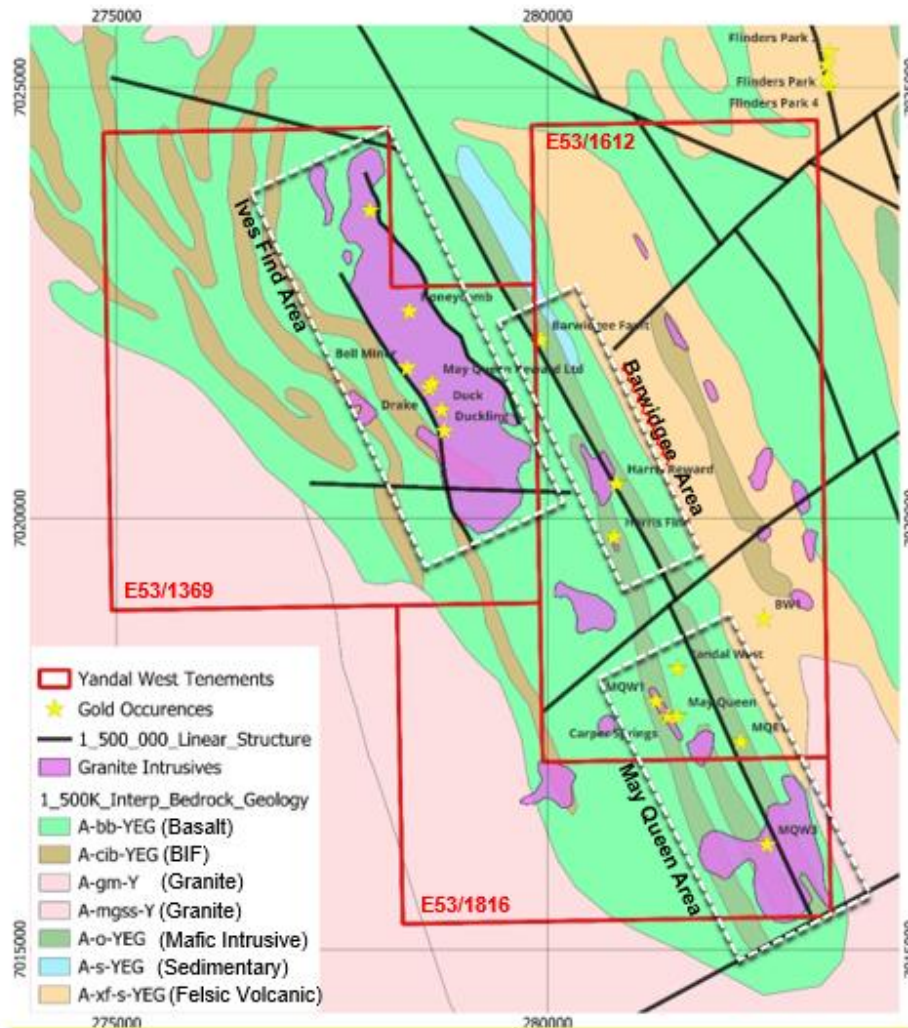 275000
280000
Flinders Park
7025000
Flinders Park
Flinders Park 4
E53/1612
Ives Find Area
Honeycomb
Barwidgee Fault
Bell Miner
May Queen Reward Ltd
Duck
Drake
Duckling
Barwidgee Area
Harris Reward
Harris Find
7020000
E53/1369
BW1
Yandal West
MQW1
May Queen
Carpet Springs
May Queen Area
MQW3
E53/1816
Yandal West Tenements
Gold Occurences
1_500_000_Linear_Structure
Granite Intrusives
1_500K_Interp_Bedrock_Geology
A-bb-YEG (Basalt)
A-cib-YEG (BIF)
A-gm-Y (Granite)
A-mgss-Y (Granite)
A-o-YEG (Mafic Intrusive)
A-s-YEG (Sedimentary)
A-xf-s-YEG (Felsic Volcanic)
7015000
275000
280000